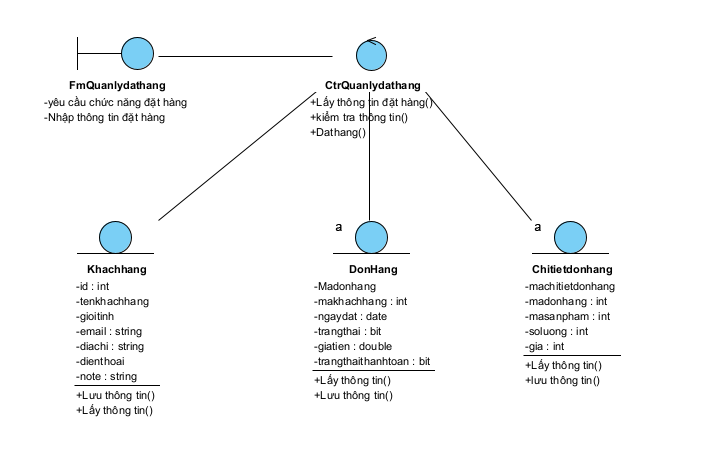 FmQuanlydathang
-yêu cầu chức năng đặt hàng
-Nhập thông tin đặt hàng
CtrQuanlydathang
+Lấy thông tin đặt hàng()
+kiểm tra thông tin()
+Dathang()
Khachhang
-id : int
-tenkhachhang
-gioitinh
-email : string
-diachi : string
-dienthoai
-note : string
+Lưu thông tin()
+Lấy thông tin()
a
DonHang
-Madonhang
-makhachhang : int
-ngaydat : date
-trangthai : bit
-giatien : double
-trangthaithanhtoan : bit
+Lấy thông tin()
+Lưu thông tin()
a
Chitietdonhang
-machitietdonhang
-madonhang : int
-masanpham : int
-soluong : int
-gia : int
+Lấy thông tin()
+lưu thông tin()